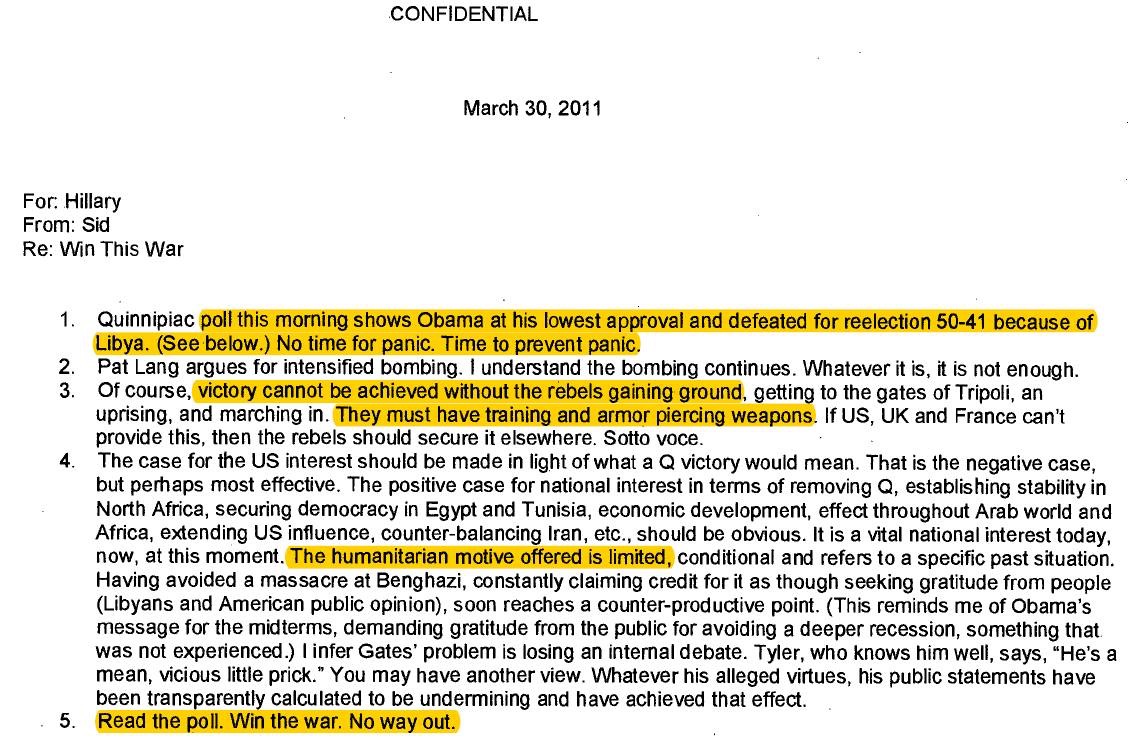 CONFIDENTIAL
March 30, 2011
For: Hillary
From: Sid
Re: Win This War
1. Quinnipiac poll this morning shows Obama at his lowest approval and defeated for reelection 50-41 because of
Libya. (See below.) No time for panic. Time to prevent panic.
2. Pat Lang argues for intensified bombing. I understand the bombing continues. Whatever it is, it is not enough.
3. Of course, victory cannot be achieved without the rebels gaining ground, getting to the gates of Tripoli, an
uprising, and marching in. They must have training and armor piercing weapons. If US, UK and France can't
provide this, then the rebels should secure it elsewhere. Sotto voce.
4. The case for the US interest should be made in light of what a Q victory would mean. That is the negative case,
but perhaps most effective. The positive case for national interest in terms of removing Q, establishing stability in
North Africa, securing democracy in Egypt and Tunisia, economic development, effect throughout Arab world and
Africa, extending US influence, counter-balancing Iran, etc., should be obvious. It is a vital national interest today,
now, at this moment. The humanitarian motive offered is limited, conditional and refers to a specific past situation.
Having avoided a massacre at Benghazi, constantly claiming credit for it as though seeking gratitude from people
(Libyans and American public opinion), soon reaches a counter-productive point. (This reminds me of Obama's
message for the midterms, demanding gratitude from the public for avoiding a deeper recession, something that
was not experienced.) I infer Gates' problem is losing an internal debate. Tyler, who knows him well, says, "He's a
mean, vicious little prick." You may have another view. Whatever his alleged virtues, his public statements have
been transparently calculated to be undermining and have achieved that effect.
5. Read the poll. Win the war. No way out.